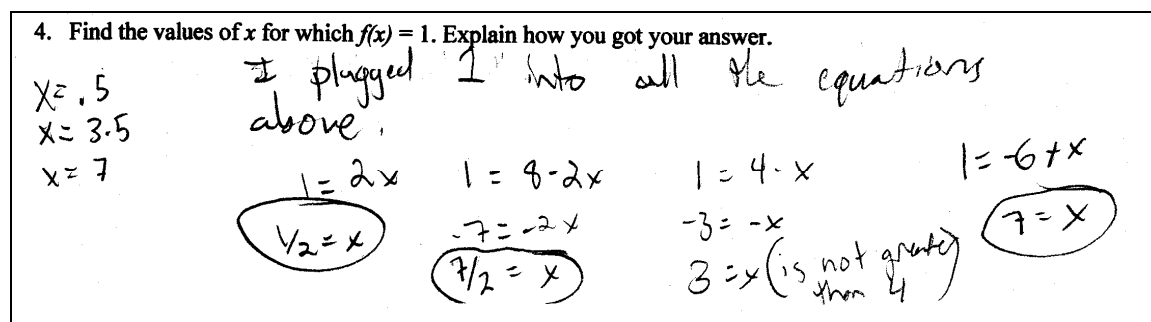 4. Find the values of x for which f(x) = 1. Explain how you got your answer.
x = .5
x = 3.5
x = 7
I plugged 1 into all the equations
above.
1 = 2x
1/2 = x
1 = 8-2x
-7 = -2x
7/2 = x
1 = 4-x
-3 = -x
3 = x (is not greater
than 4)
1 = -6+x
7 = x